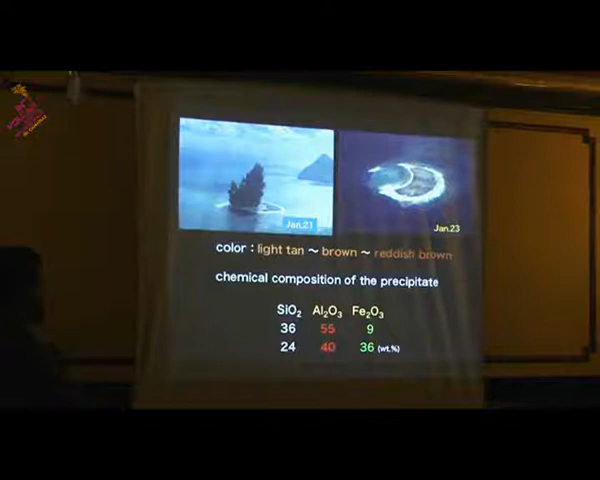 Jan.21
Jan.23
color : light tan ~ brown ~ reddish brown
chemical composition of the precipitate
SiO₂ Al₂O₃ Fe₂O₃
36 55 9
24 40 36 (wt.%)